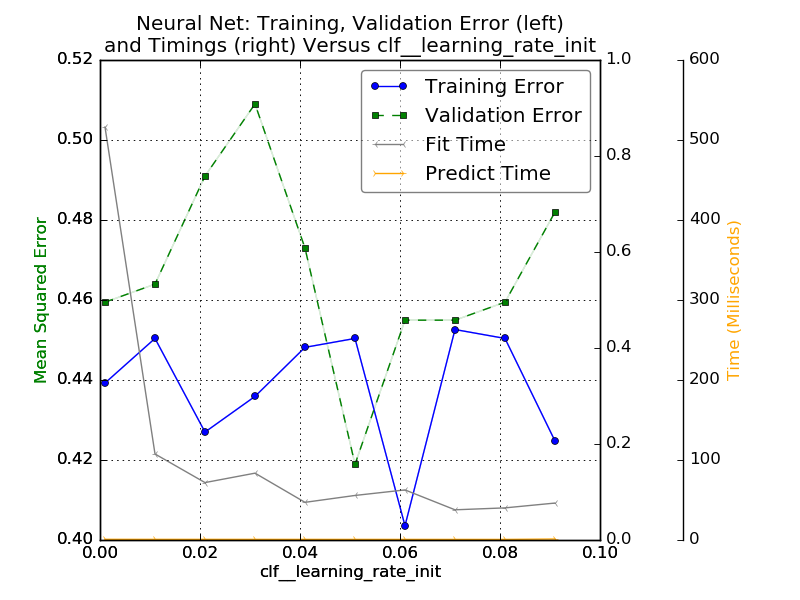 Neural Net: Training, Validation Error (left)
and Timings (right) Versus clf__learning_rate_init
Training Error
Validation Error
Fit Time
Predict Time
Mean Squared Error
0.52
0.50
0.48
0.46
0.44
0.42
0.40
0.00 0.02 0.04 0.06 0.08 0.10
clf__learning_rate_init
1.0
0.8
0.6
0.4
0.2
0.0
600
500
400
300
200
100
0
Time (Milliseconds)